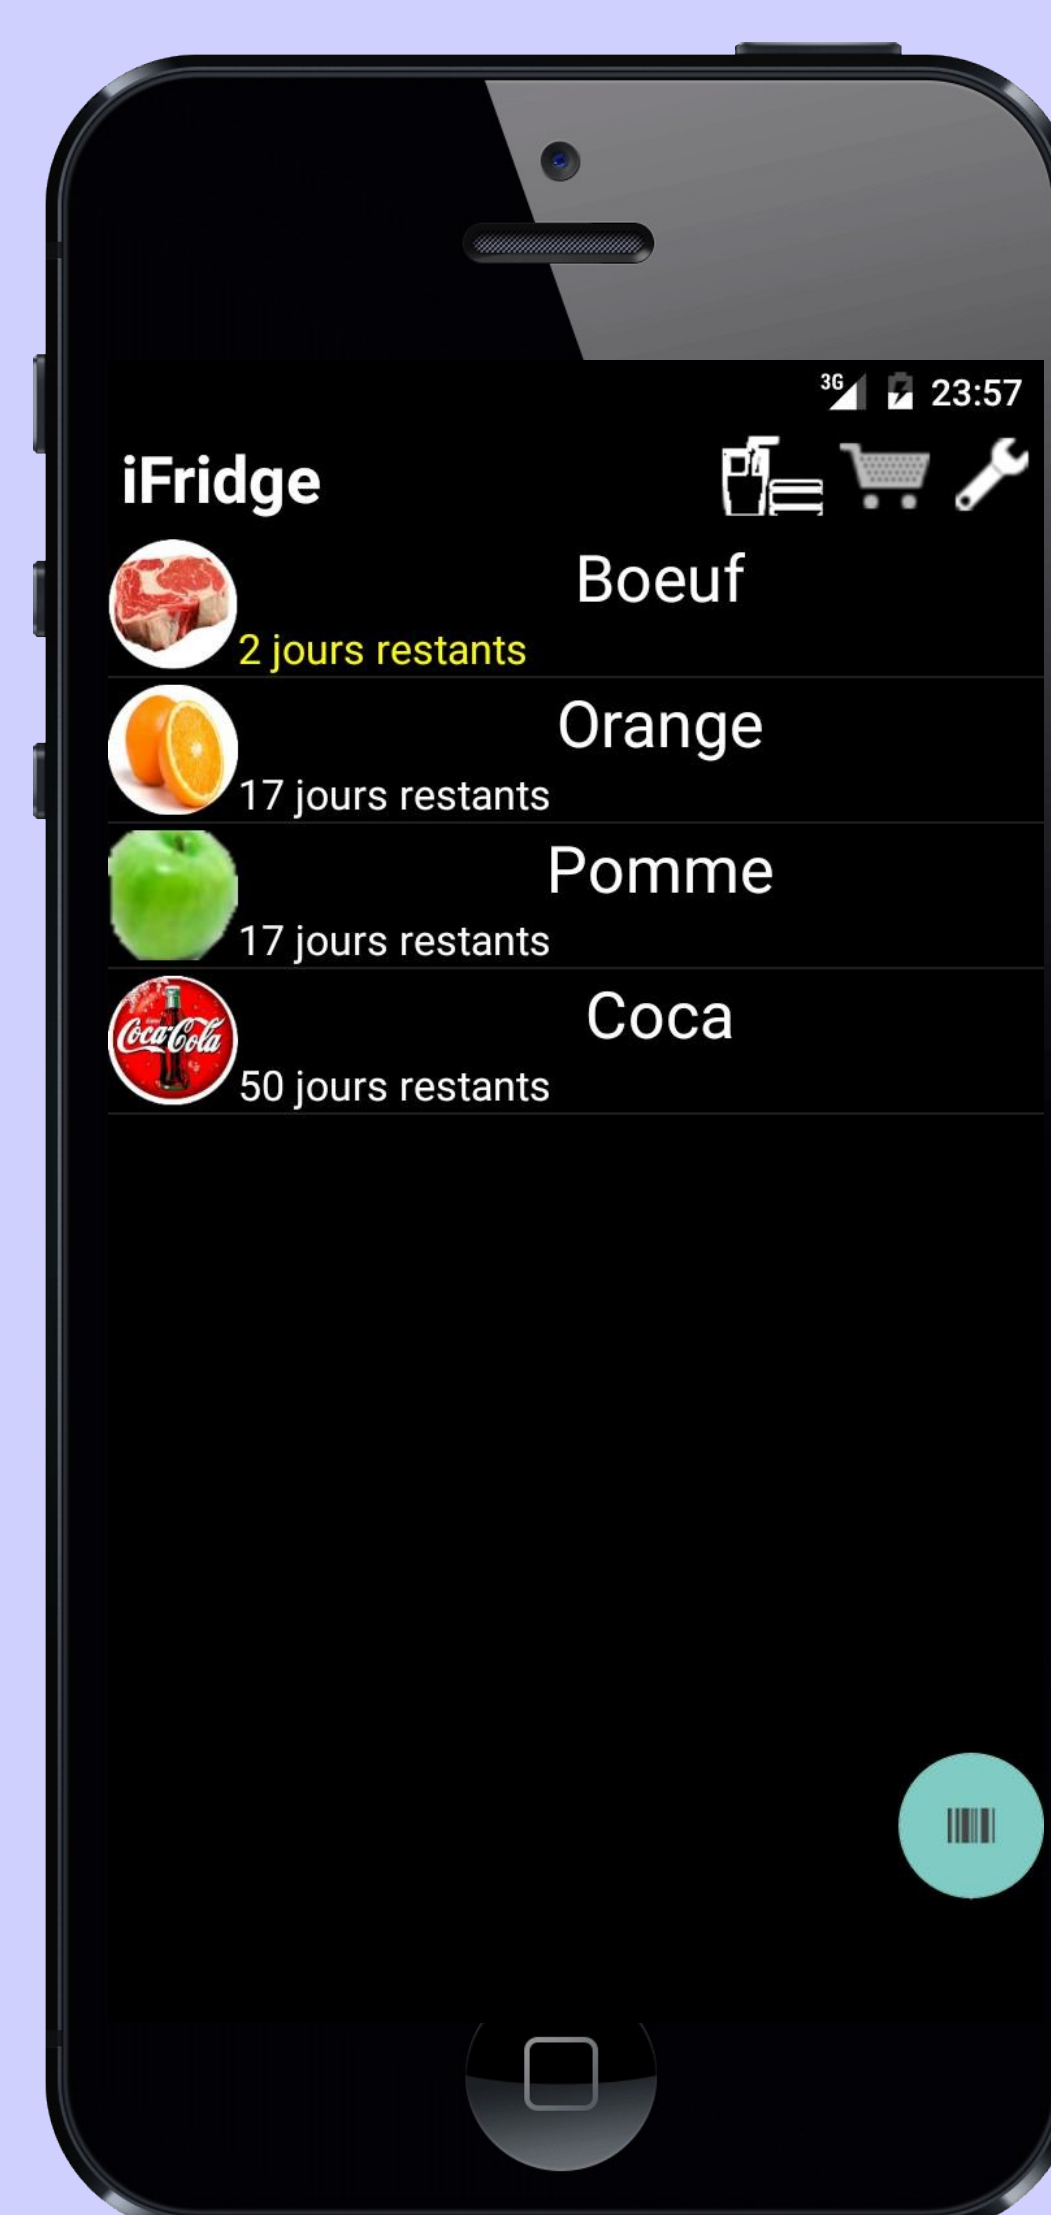 3G 23:57
iFridge
Boeuf
2 jours restants
Orange
17 jours restants
Pomme
17 jours restants
Coca
Coca-Cola
50 jours restants